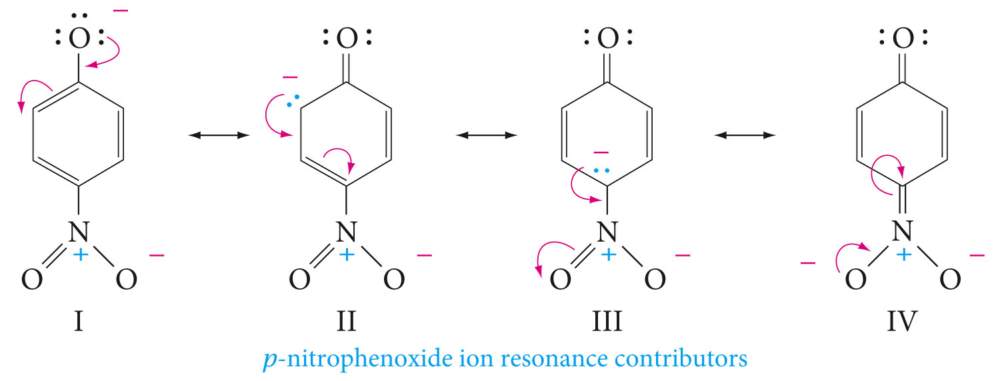 :Ö: − :O: :O: :O:
− ··
− ··
N + N + N + N +
O O − O O − O O − − O O −
I II III IV
p-nitrophenoxide ion resonance contributors